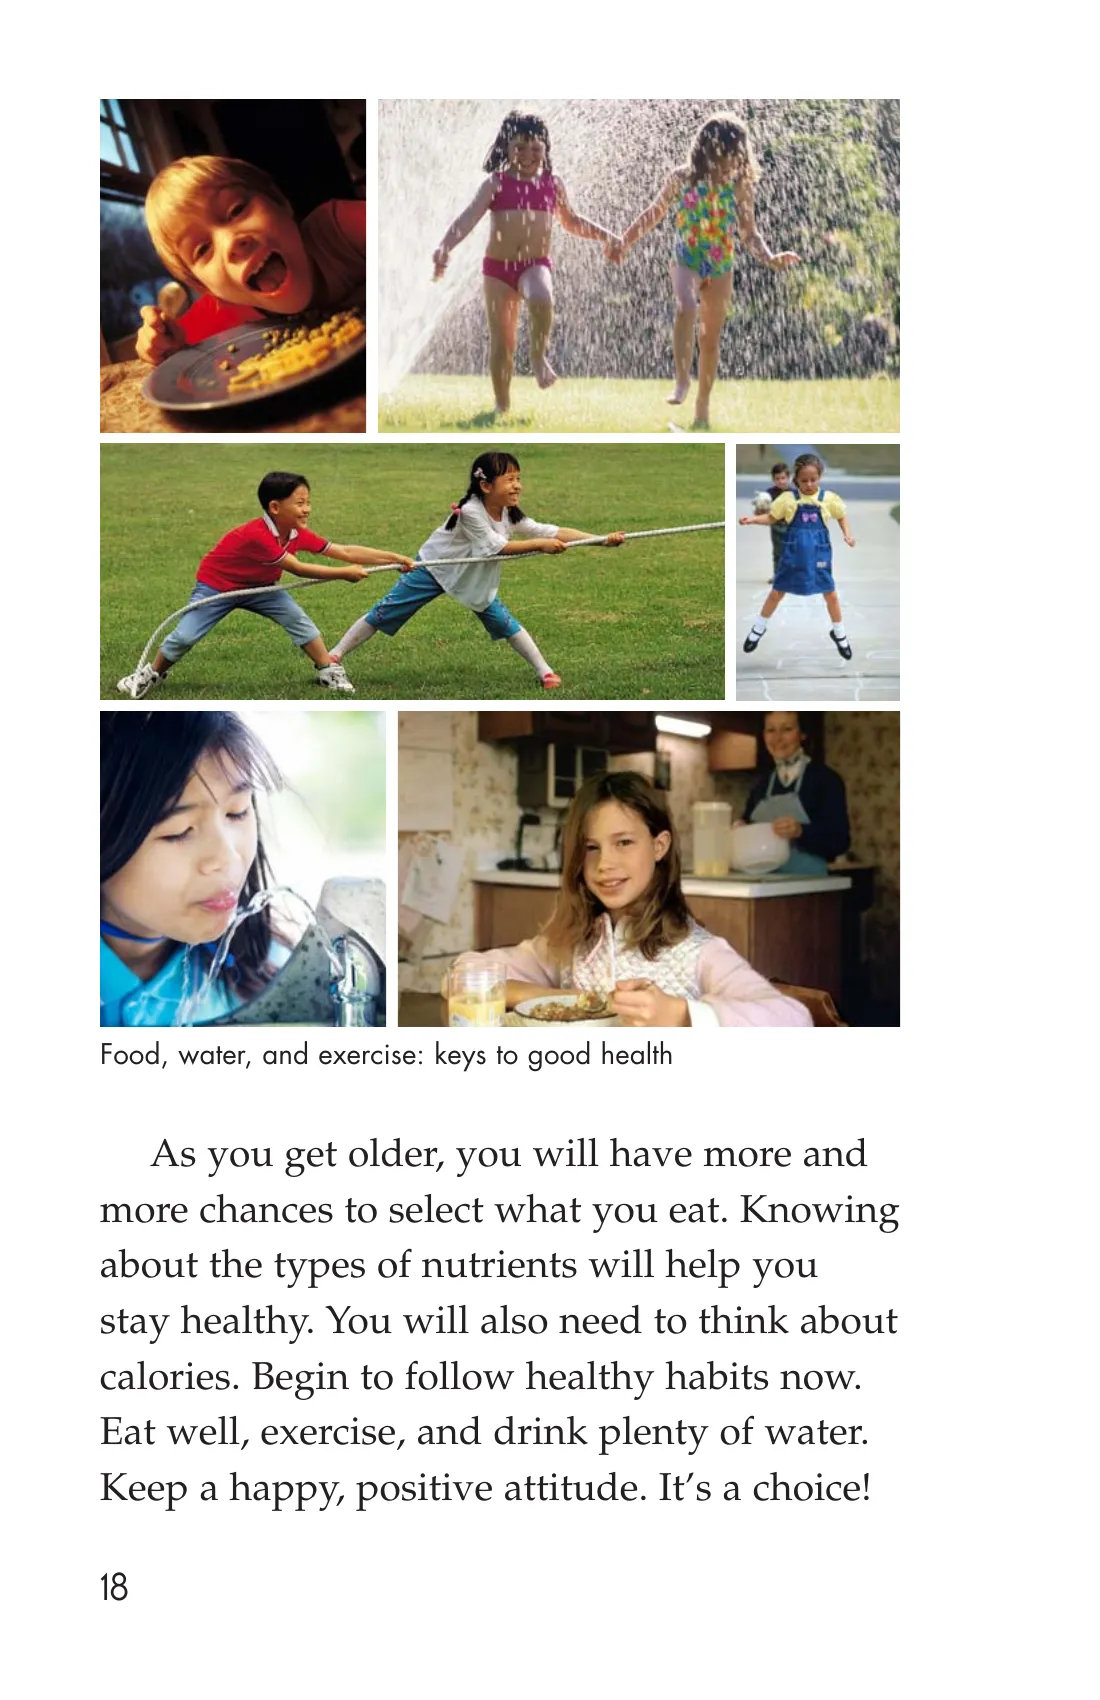 Food, water, and exercise: keys to good health
As you get older, you will have more and
more chances to select what you eat. Knowing
about the types of nutrients will help you
stay healthy. You will also need to think about
calories. Begin to follow healthy habits now.
Eat well, exercise, and drink plenty of water.
Keep a happy, positive attitude. It’s a choice!
18